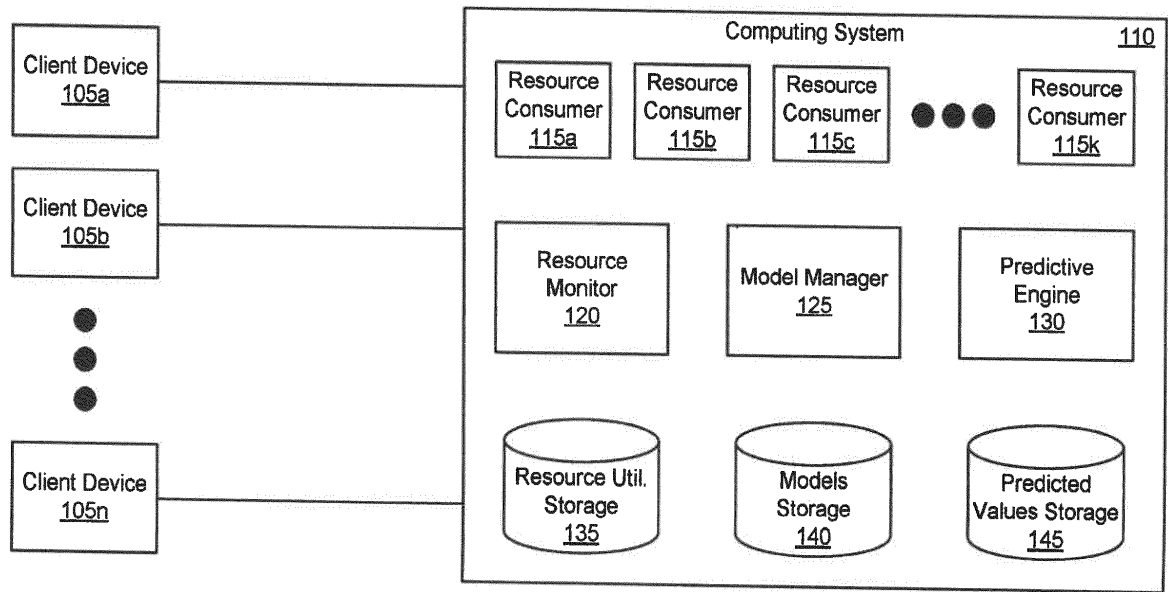 Client Device
105a
Client Device
105b
Client Device
105n
Computing System
110
Resource
Consumer
115a
Resource
Consumer
115b
Resource
Consumer
115c
Resource
Consumer
115k
Resource
Monitor
120
Model Manager
125
Predictive
Engine
130
Resource Util.
Storage
135
Models
Storage
140
Predicted
Values Storage
145